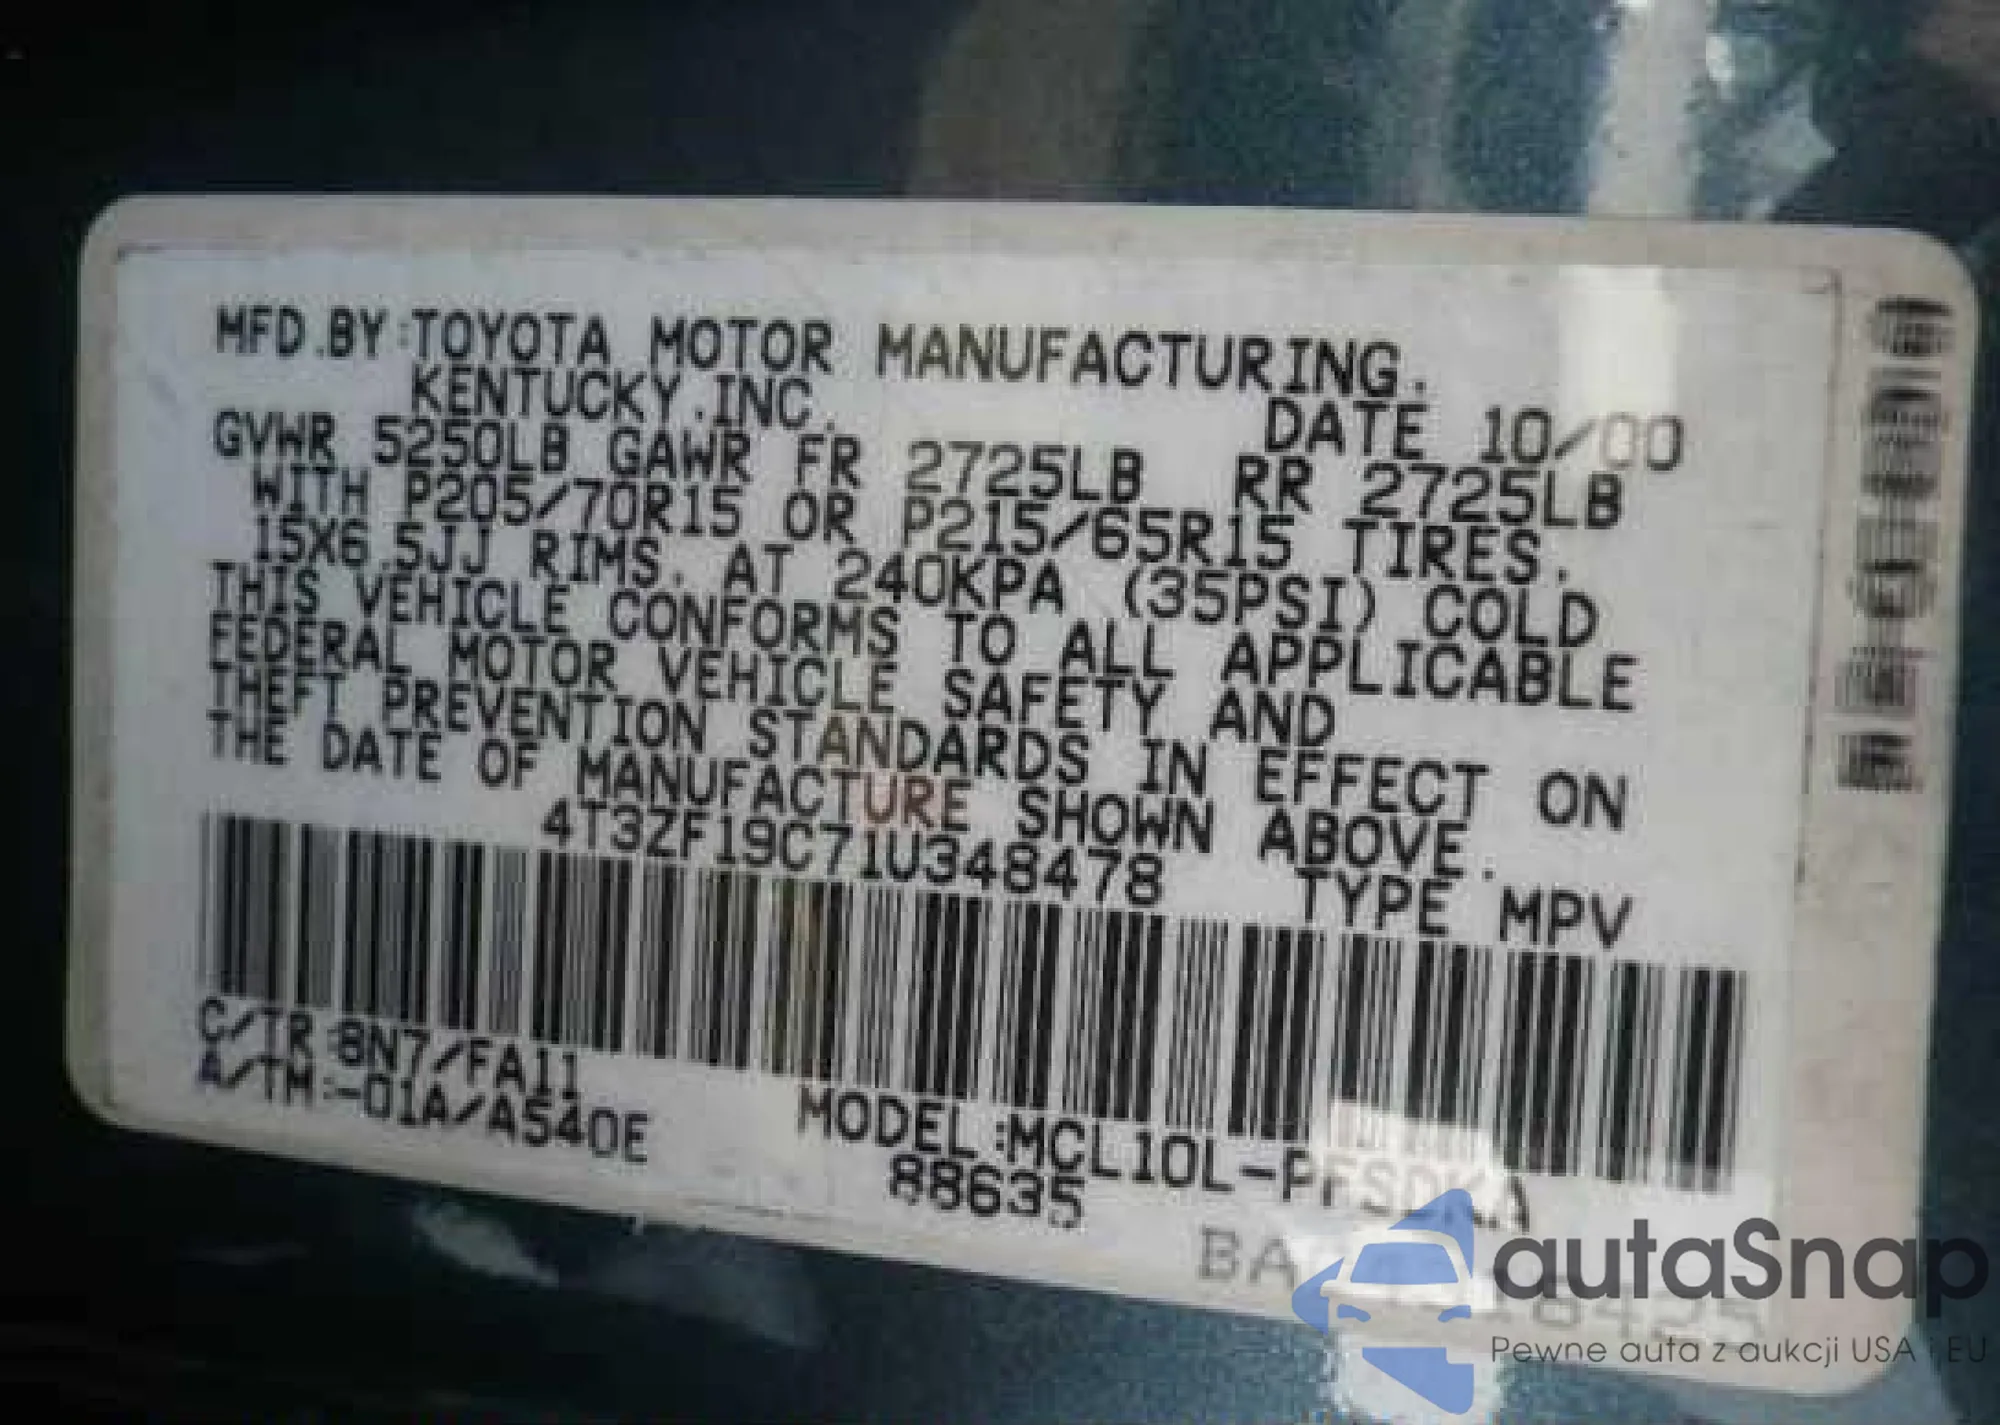 MFD.BY:TOYOTA MOTOR MANUFACTURING.
KENTUCKY.INC. DATE 10/00
GVWR 5250LB GAWR FR 2725LB RR 2725LB
WITH P205/70R15 OR P215/65R15 TIRES.
15X6.5JJ RIMS. AT 240KPA (35PSI) COLD
THIS VEHICLE CONFORMS TO ALL APPLICABLE
FEDERAL MOTOR VEHICLE SAFETY AND
THEFT PREVENTION STANDARDS IN EFFECT ON
THE DATE OF MANUFACTURE SHOWN ABOVE.
4T3ZF19C71U348478 TYPE MPV
C/TR:8N7/FA11
A/TM:-01A/A540E
MODEL:MCL10L-PFSDKA
88635
autaSnap
Pewne auta z aukcji USA i EU